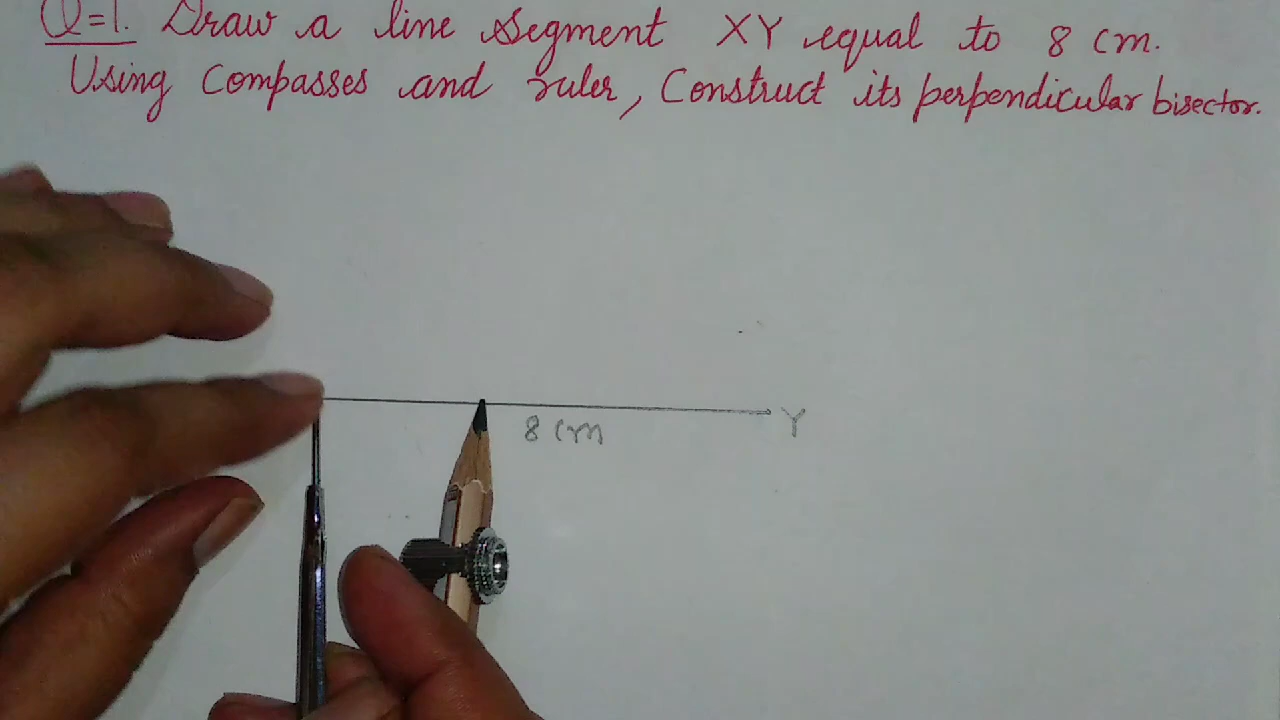 Q=1. Draw a line segment XY equal to 8 cm.
Using Compasses and ruler, Construct its perpendicular bisector.
Y
8 cm